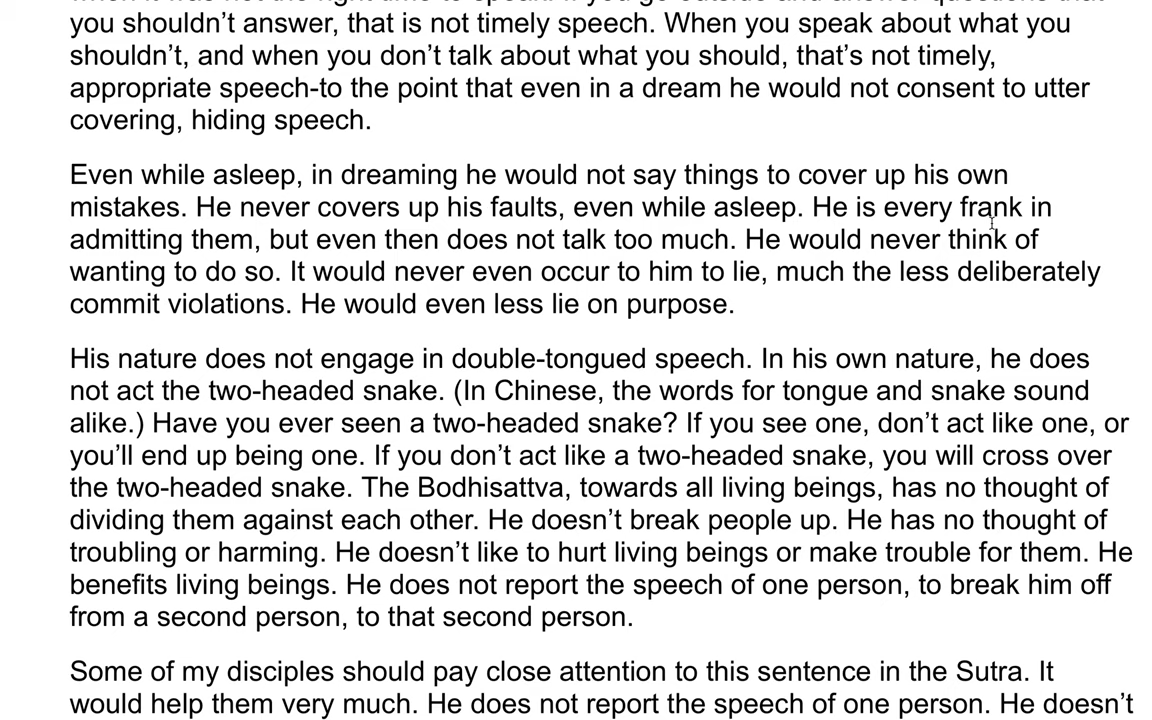 you shouldn’t answer, that is not timely speech. When you speak about what you
shouldn’t, and when you don’t talk about what you should, that’s not timely,
appropriate speech-to the point that even in a dream he would not consent to utter
covering, hiding speech.
Even while asleep, in dreaming he would not say things to cover up his own
mistakes. He never covers up his faults, even while asleep. He is every frank in
admitting them, but even then does not talk too much. He would never think of
wanting to do so. It would never even occur to him to lie, much the less deliberately
commit violations. He would even less lie on purpose.
His nature does not engage in double-tongued speech. In his own nature, he does
not act the two-headed snake. (In Chinese, the words for tongue and snake sound
alike.) Have you ever seen a two-headed snake? If you see one, don’t act like one, or
you’ll end up being one. If you don’t act like a two-headed snake, you will cross over
the two-headed snake. The Bodhisattva, towards all living beings, has no thought of
dividing them against each other. He doesn’t break people up. He has no thought of
troubling or harming. He doesn’t like to hurt living beings or make trouble for them. He
benefits living beings. He does not report the speech of one person, to break him off
from a second person, to that second person.
Some of my disciples should pay close attention to this sentence in the Sutra. It
would help them very much. He does not report the speech of one person. He doesn’t